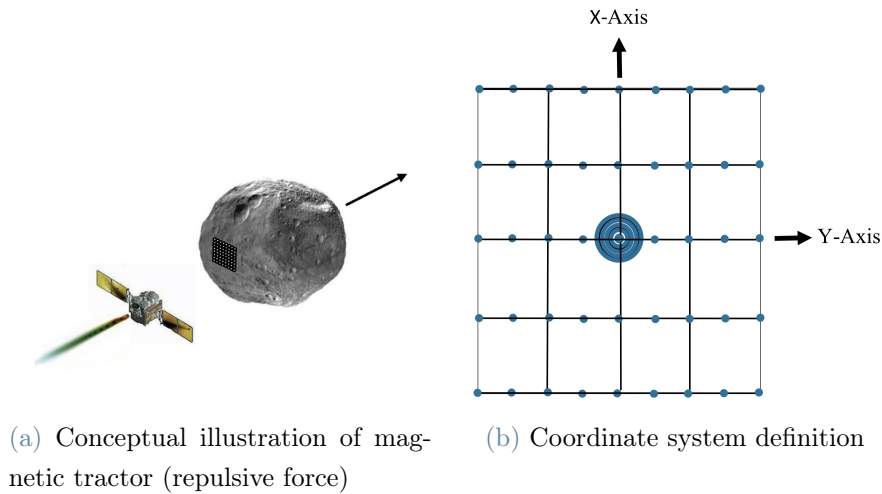 X-Axis
Y-Axis
(a) Conceptual illustration of mag-
netic tractor (repulsive force)
(b) Coordinate system definition